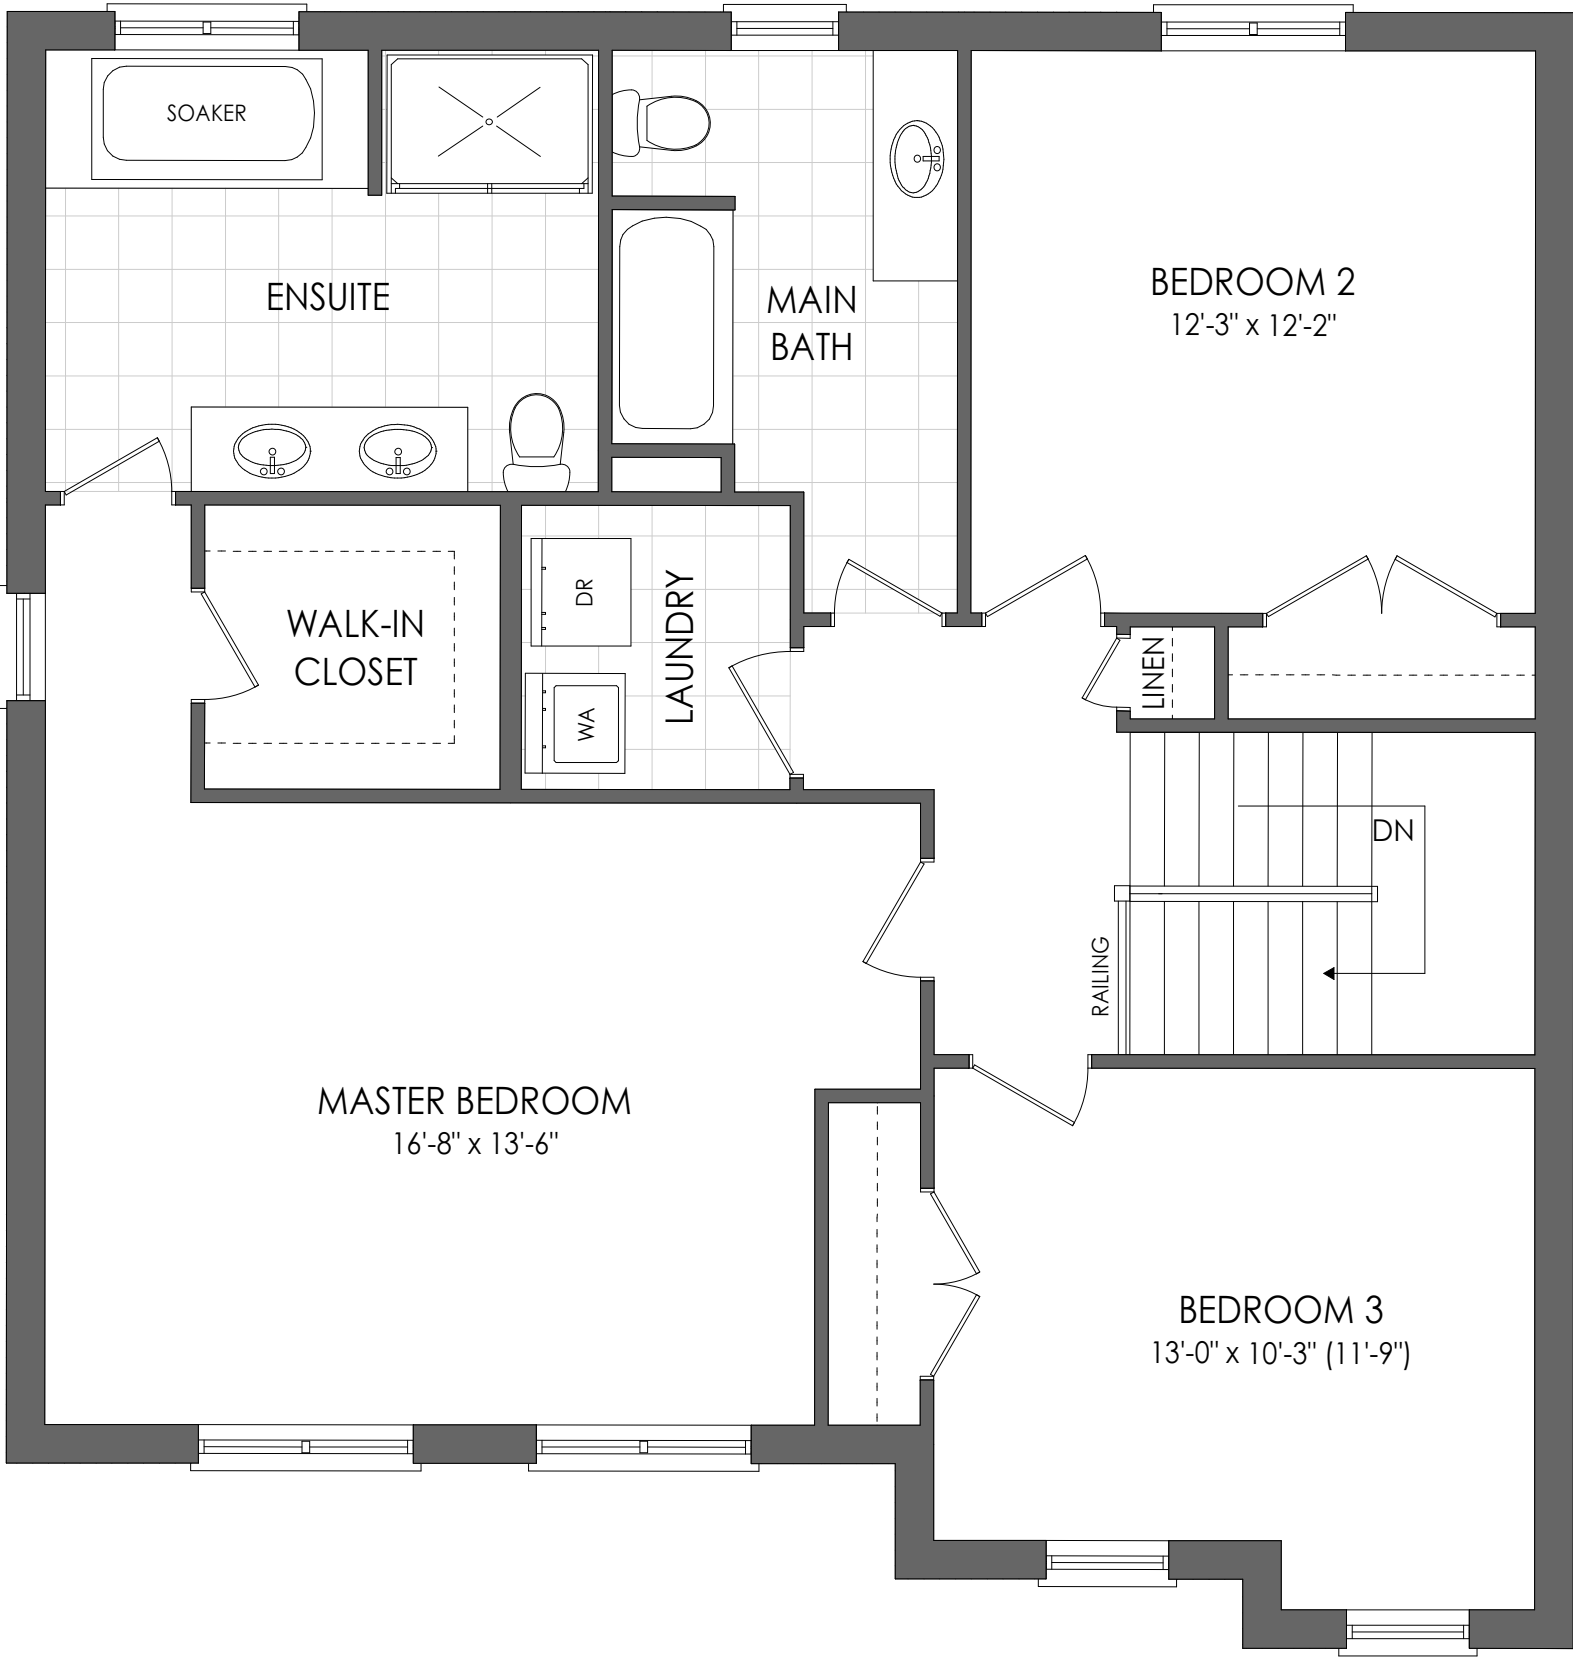 SOAKER
ENSUITE
MAIN
BATH
BEDROOM 2
12'-3" x 12'-2"
WALK-IN
CLOSET
DR
WA
LAUNDRY
LINEN
DN
RAILING
MASTER BEDROOM
16'-8" x 13'-6"
BEDROOM 3
13'-0" x 10'-3" (11'-9")